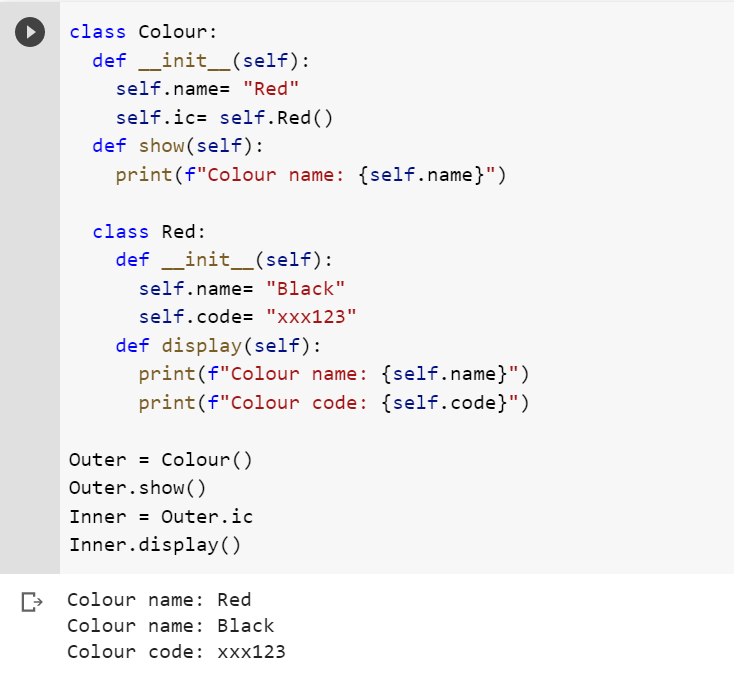 class Colour:
  def __init__(self):
    self.name= "Red"
    self.ic= self.Red()
  def show(self):
    print(f"Colour name: {self.name}")

  class Red:
    def __init__(self):
      self.name= "Black"
      self.code= "xxx123"
    def display(self):
      print(f"Colour name: {self.name}")
      print(f"Colour code: {self.code}")

Outer = Colour()
Outer.show()
Inner = Outer.ic
Inner.display()
Colour name: Red
Colour name: Black
Colour code: xxx123